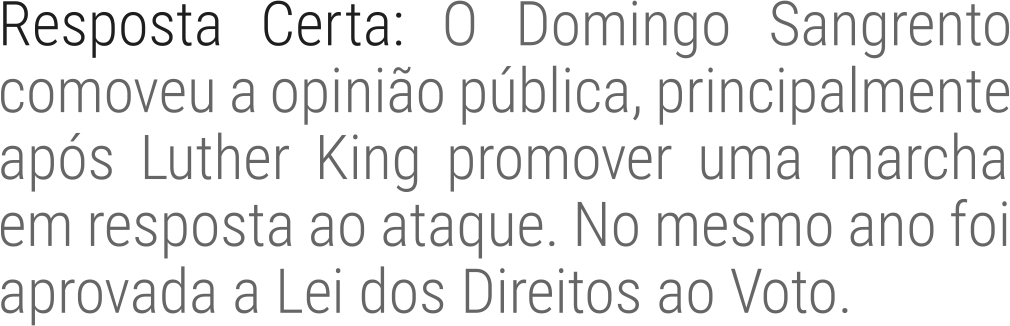 Resposta Certa: O Domingo Sangrento
comoveu a opinião pública, principalmente
após Luther King promover uma marcha
em resposta ao ataque. No mesmo ano foi
aprovada a Lei dos Direitos ao Voto.